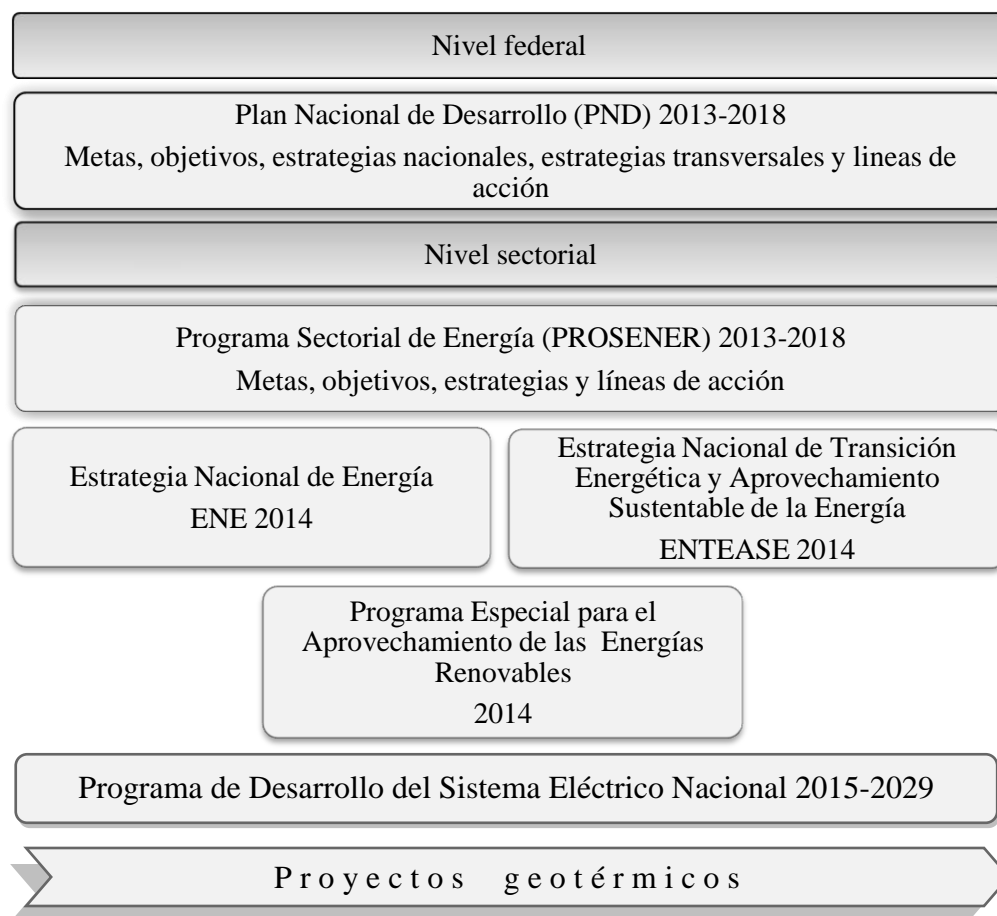 Nivel federal
Plan Nacional de Desarrollo (PND) 2013-2018
Metas, objetivos, estrategias nacionales, estrategias transversales y lineas de
acción
Nivel sectorial
Programa Sectorial de Energía (PROSENER) 2013-2018
Metas, objetivos, estrategias y líneas de acción
Estrategia Nacional de Energía
ENE 2014
Estrategia Nacional de Transición
Energética y Aprovechamiento
Sustentable de la Energía
ENTEASE 2014
Programa Especial para el
Aprovechamiento de las Energías
Renovables
2014
Programa de Desarrollo del Sistema Eléctrico Nacional 2015-2029
Proyectos geotérmicos